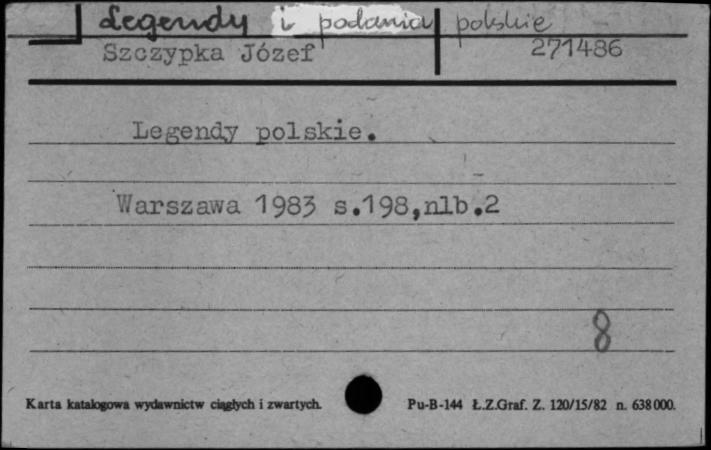 Legendy i podania polskie
Szczypka Józef 271486
Legendy polskie.
Warszawa 1983 s.198,nlb.2
8
Karta katalogowa wydawnictw ciągłych i zwartych. Pu-B-144 Ł.Z.Graf. Z. 120/15/82 n. 638000.